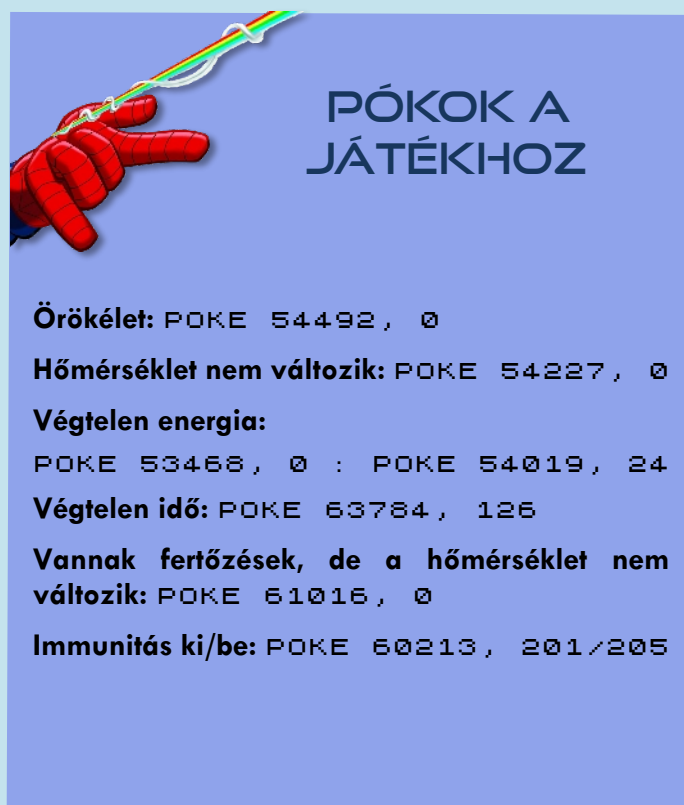 PÓKOK A
JÁTÉKHOZ
Örökélet: POKE 54492, 0
Hőmérséklet nem változik: POKE 54227, 0
Végtelen energia:
POKE 53468, 0 : POKE 54019, 24
Végtelen idő: POKE 63784, 126
Vannak fertőzések, de a hőmérséklet nem
változik: POKE 61016, 0
Immunitás ki/be: POKE 60213, 201/205